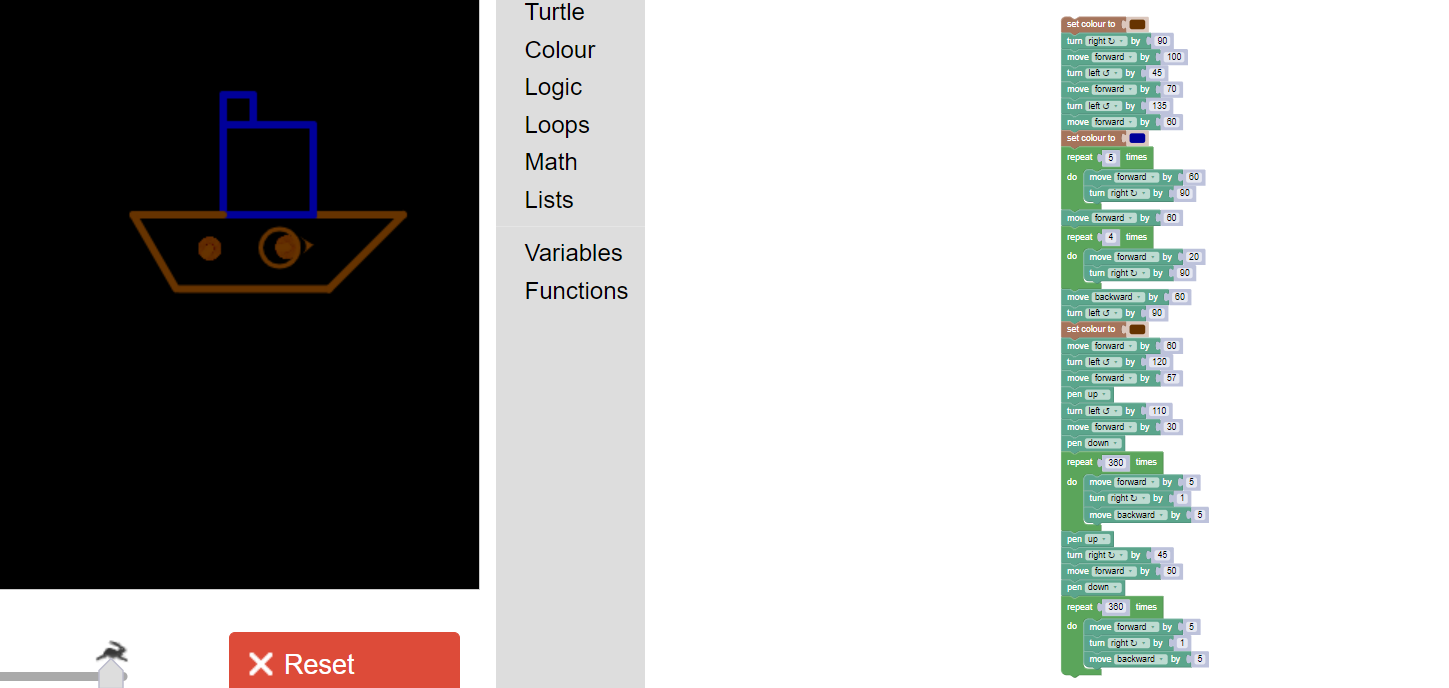 Turtle
Colour
Logic
Loops
Math
Lists
Variables
Functions
Reset
set colour to
turn right ↻ by 90
move forward by 100
turn left ↺ by 45
move forward by 70
turn left ↺ by 135
move forward by 60
set colour to
repeat 5 times
do move forward by 60
turn right ↻ by 90
move forward by 60
repeat 4 times
do move forward by 20
turn right ↻ by 90
move backward by 60
turn left ↺ by 90
set colour to
move forward by 60
turn left ↺ by 120
move forward by 57
pen up
turn left ↺ by 110
move forward by 30
pen down
repeat 360 times
do move forward by 5
turn right ↻ by 1
move backward by 5
pen up
turn right ↻ by 45
move forward by 50
pen down
repeat 360 times
do move forward by 5
turn right ↻ by 1
move backward by 5